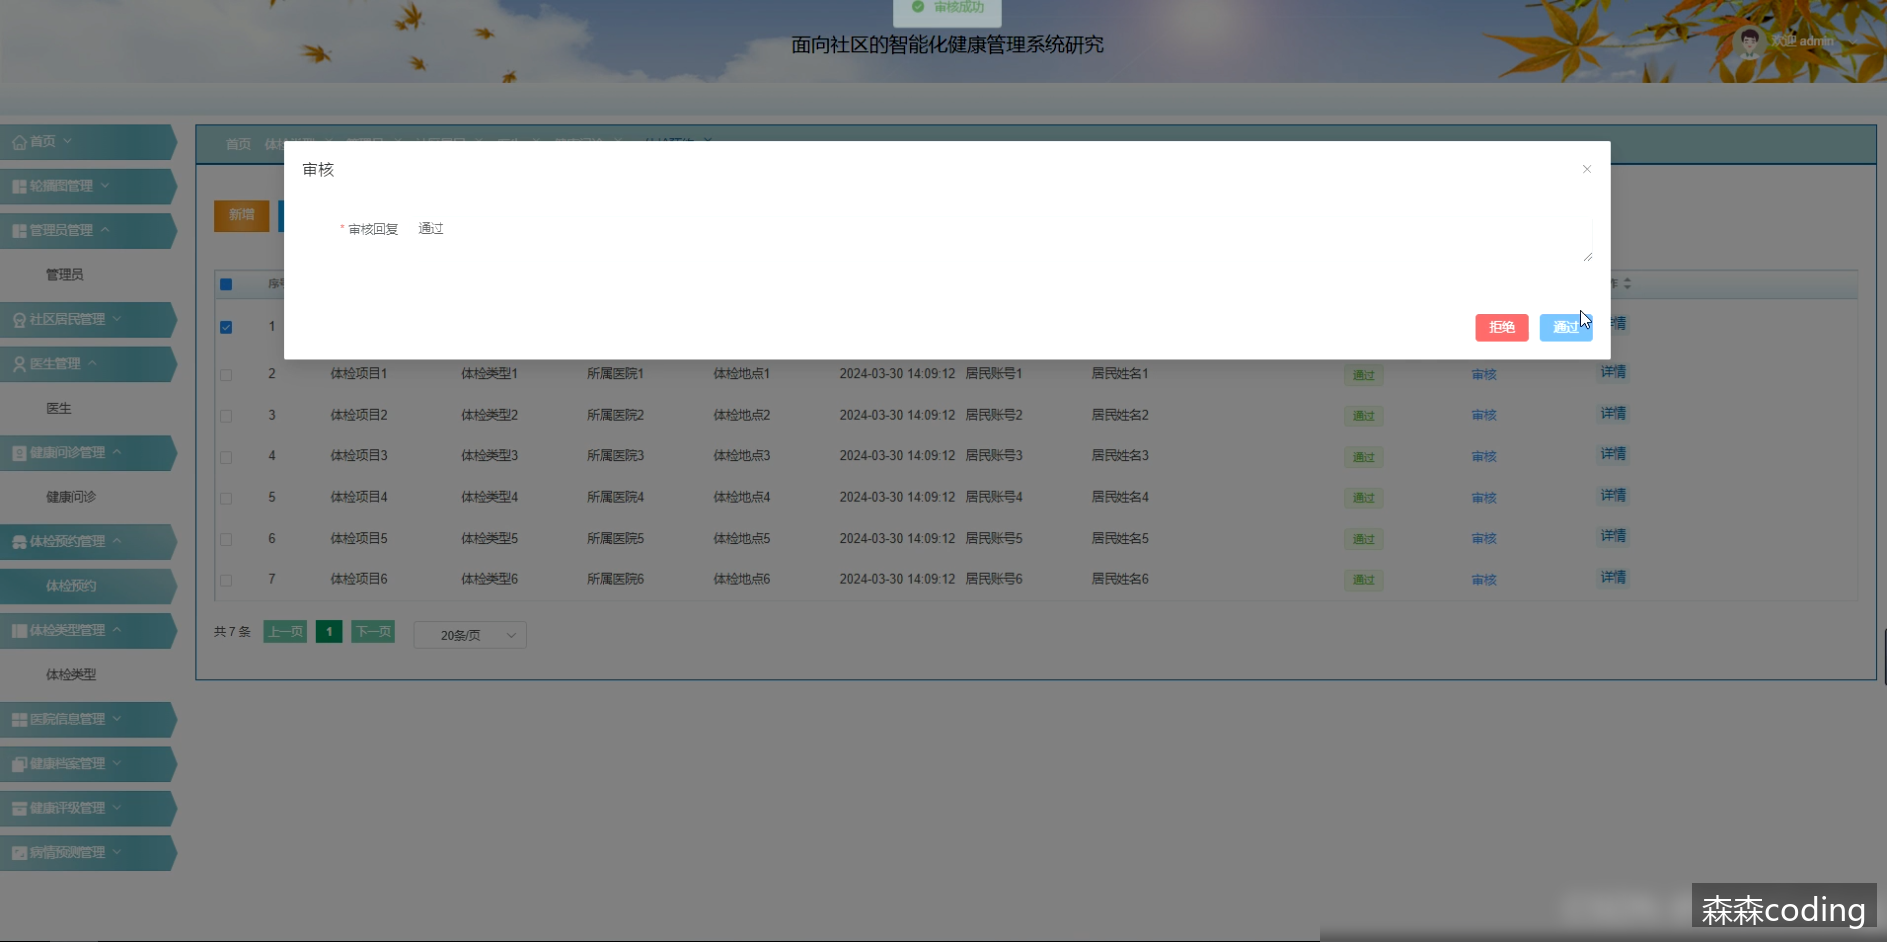 审核成功
面向社区的智能化健康管理系统研究
欢迎 admin
首页
轮播图管理
管理员管理
管理员
社区居民管理
医生管理
医生
健康问诊管理
健康问诊
体检预约管理
体检预约
体检类型管理
体检类型
医院信息管理
健康档案管理
健康评级管理
病情预测管理
首页
新增
审核
* 审核回复 通过
拒绝 通过
1
2 体检项目1 体检类型1 所属医院1 体检地点1 2024-03-30 14:09:12 居民账号1 居民姓名1 通过 审核 详情
3 体检项目2 体检类型2 所属医院2 体检地点2 2024-03-30 14:09:12 居民账号2 居民姓名2 通过 审核 详情
4 体检项目3 体检类型3 所属医院3 体检地点3 2024-03-30 14:09:12 居民账号3 居民姓名3 通过 审核 详情
5 体检项目4 体检类型4 所属医院4 体检地点4 2024-03-30 14:09:12 居民账号4 居民姓名4 通过 审核 详情
6 体检项目5 体检类型5 所属医院5 体检地点5 2024-03-30 14:09:12 居民账号5 居民姓名5 通过 审核 详情
7 体检项目6 体检类型6 所属医院6 体检地点6 2024-03-30 14:09:12 居民账号6 居民姓名6 通过 审核 详情
共 7 条 上一页 1 下一页 20条/页
森森coding